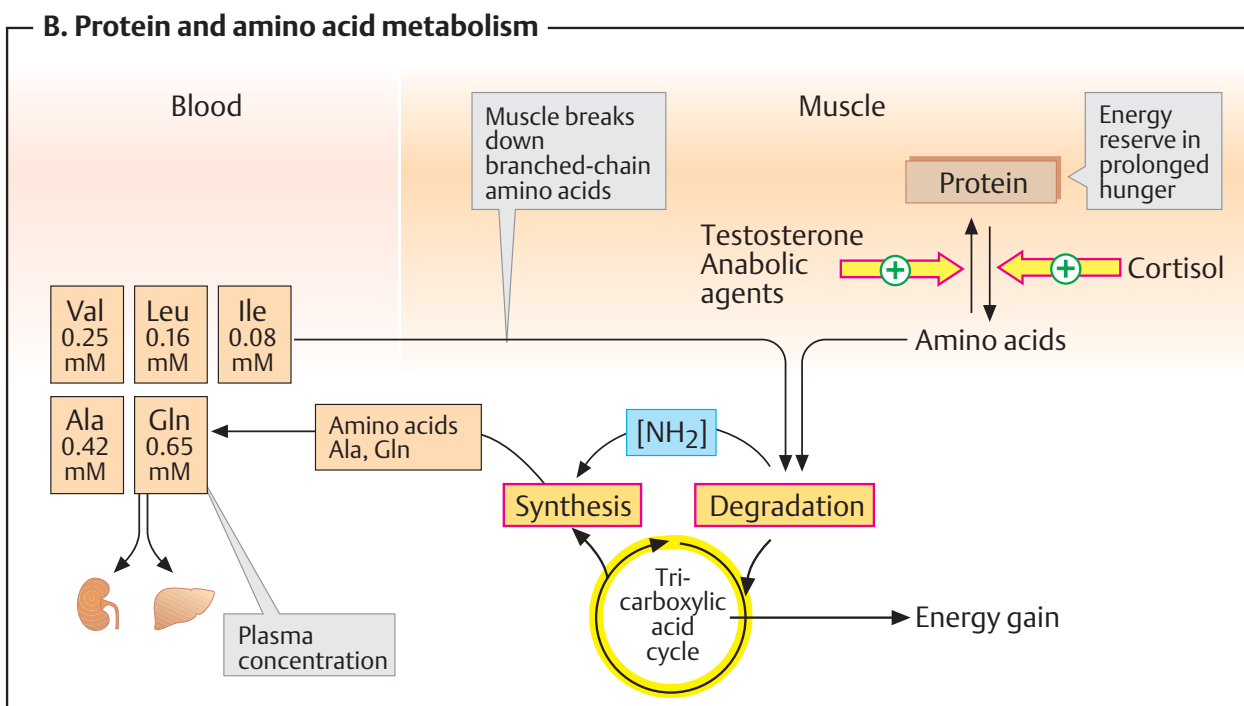 B. Protein and amino acid metabolism
Blood
Muscle
Muscle breaks
down
branched-chain
amino acids
Energy
reserve in
prolonged
hunger
Protein
Testosterone
Anabolic
agents
+
+
Cortisol
Amino acids
Val
0.25
mM
Leu
0.16
mM
Ile
0.08
mM
Ala
0.42
mM
Gln
0.65
mM
Amino acids
Ala, Gln
[NH2]
Synthesis
Degradation
Tri-
carboxylic
acid
cycle
Energy gain
Plasma
concentration